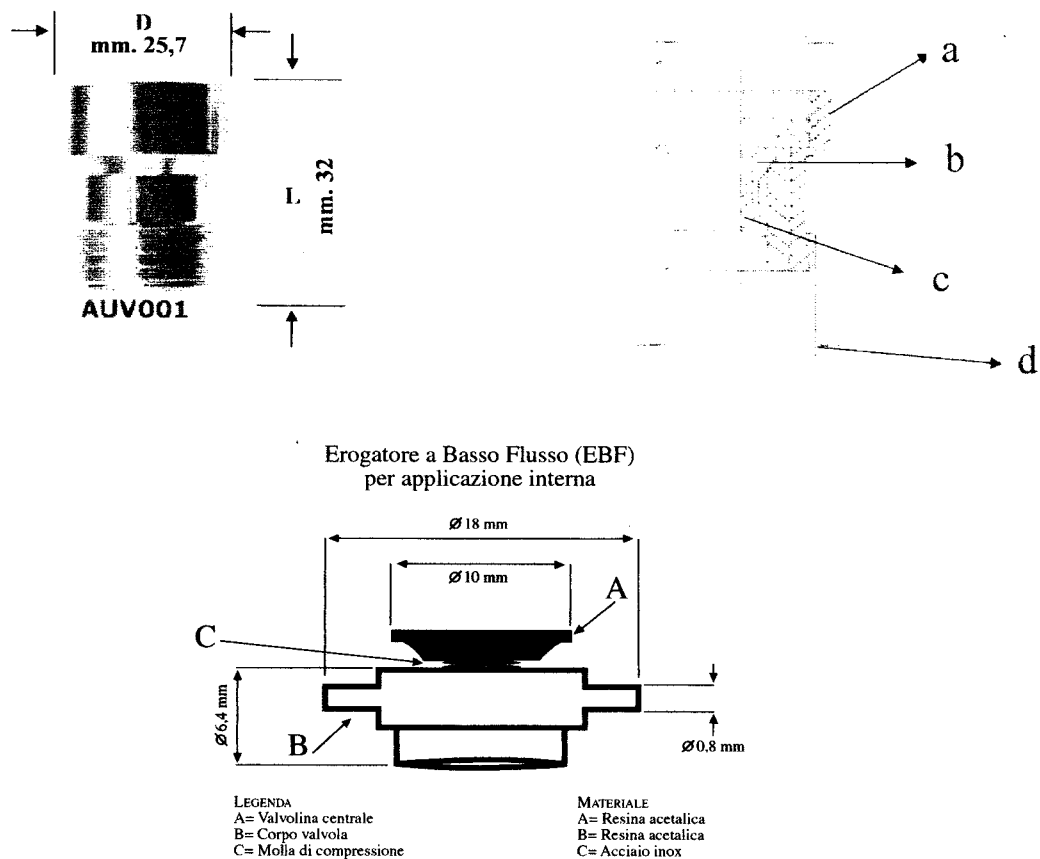 D
mm. 25,7
L
mm. 32
AUV001
a
b
c
d
Erogatore a Basso Flusso (EBF)
per applicazione interna
Ø 18 mm
Ø 10 mm
A
C
Ø 6,4 mm
B
Ø 0,8 mm
LEGENDA
A= Valvolina centrale
B= Corpo valvola
C= Molla di compressione
MATERIALE
A= Resina acetalica
B= Resina acetalica
C= Acciaio inox